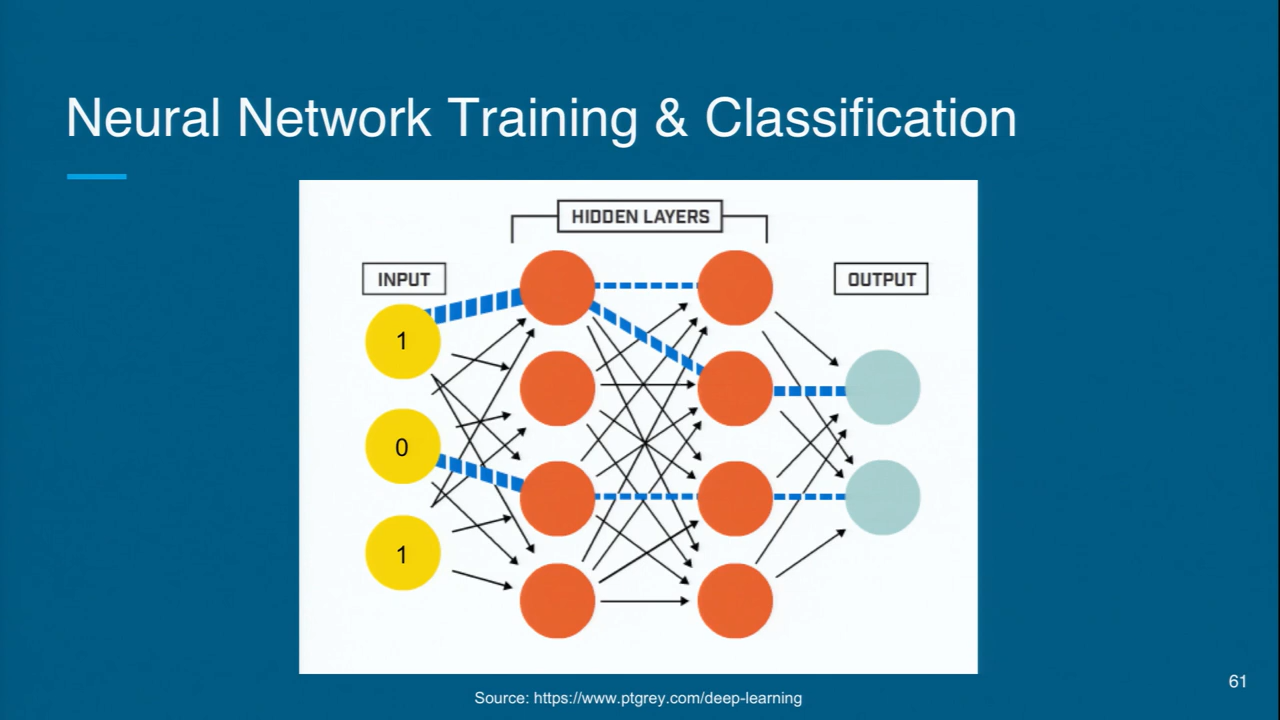 Neural Network Training & Classification
HIDDEN LAYERS
INPUT
OUTPUT
1
0
1
Source: https://www.ptgrey.com/deep-learning
61